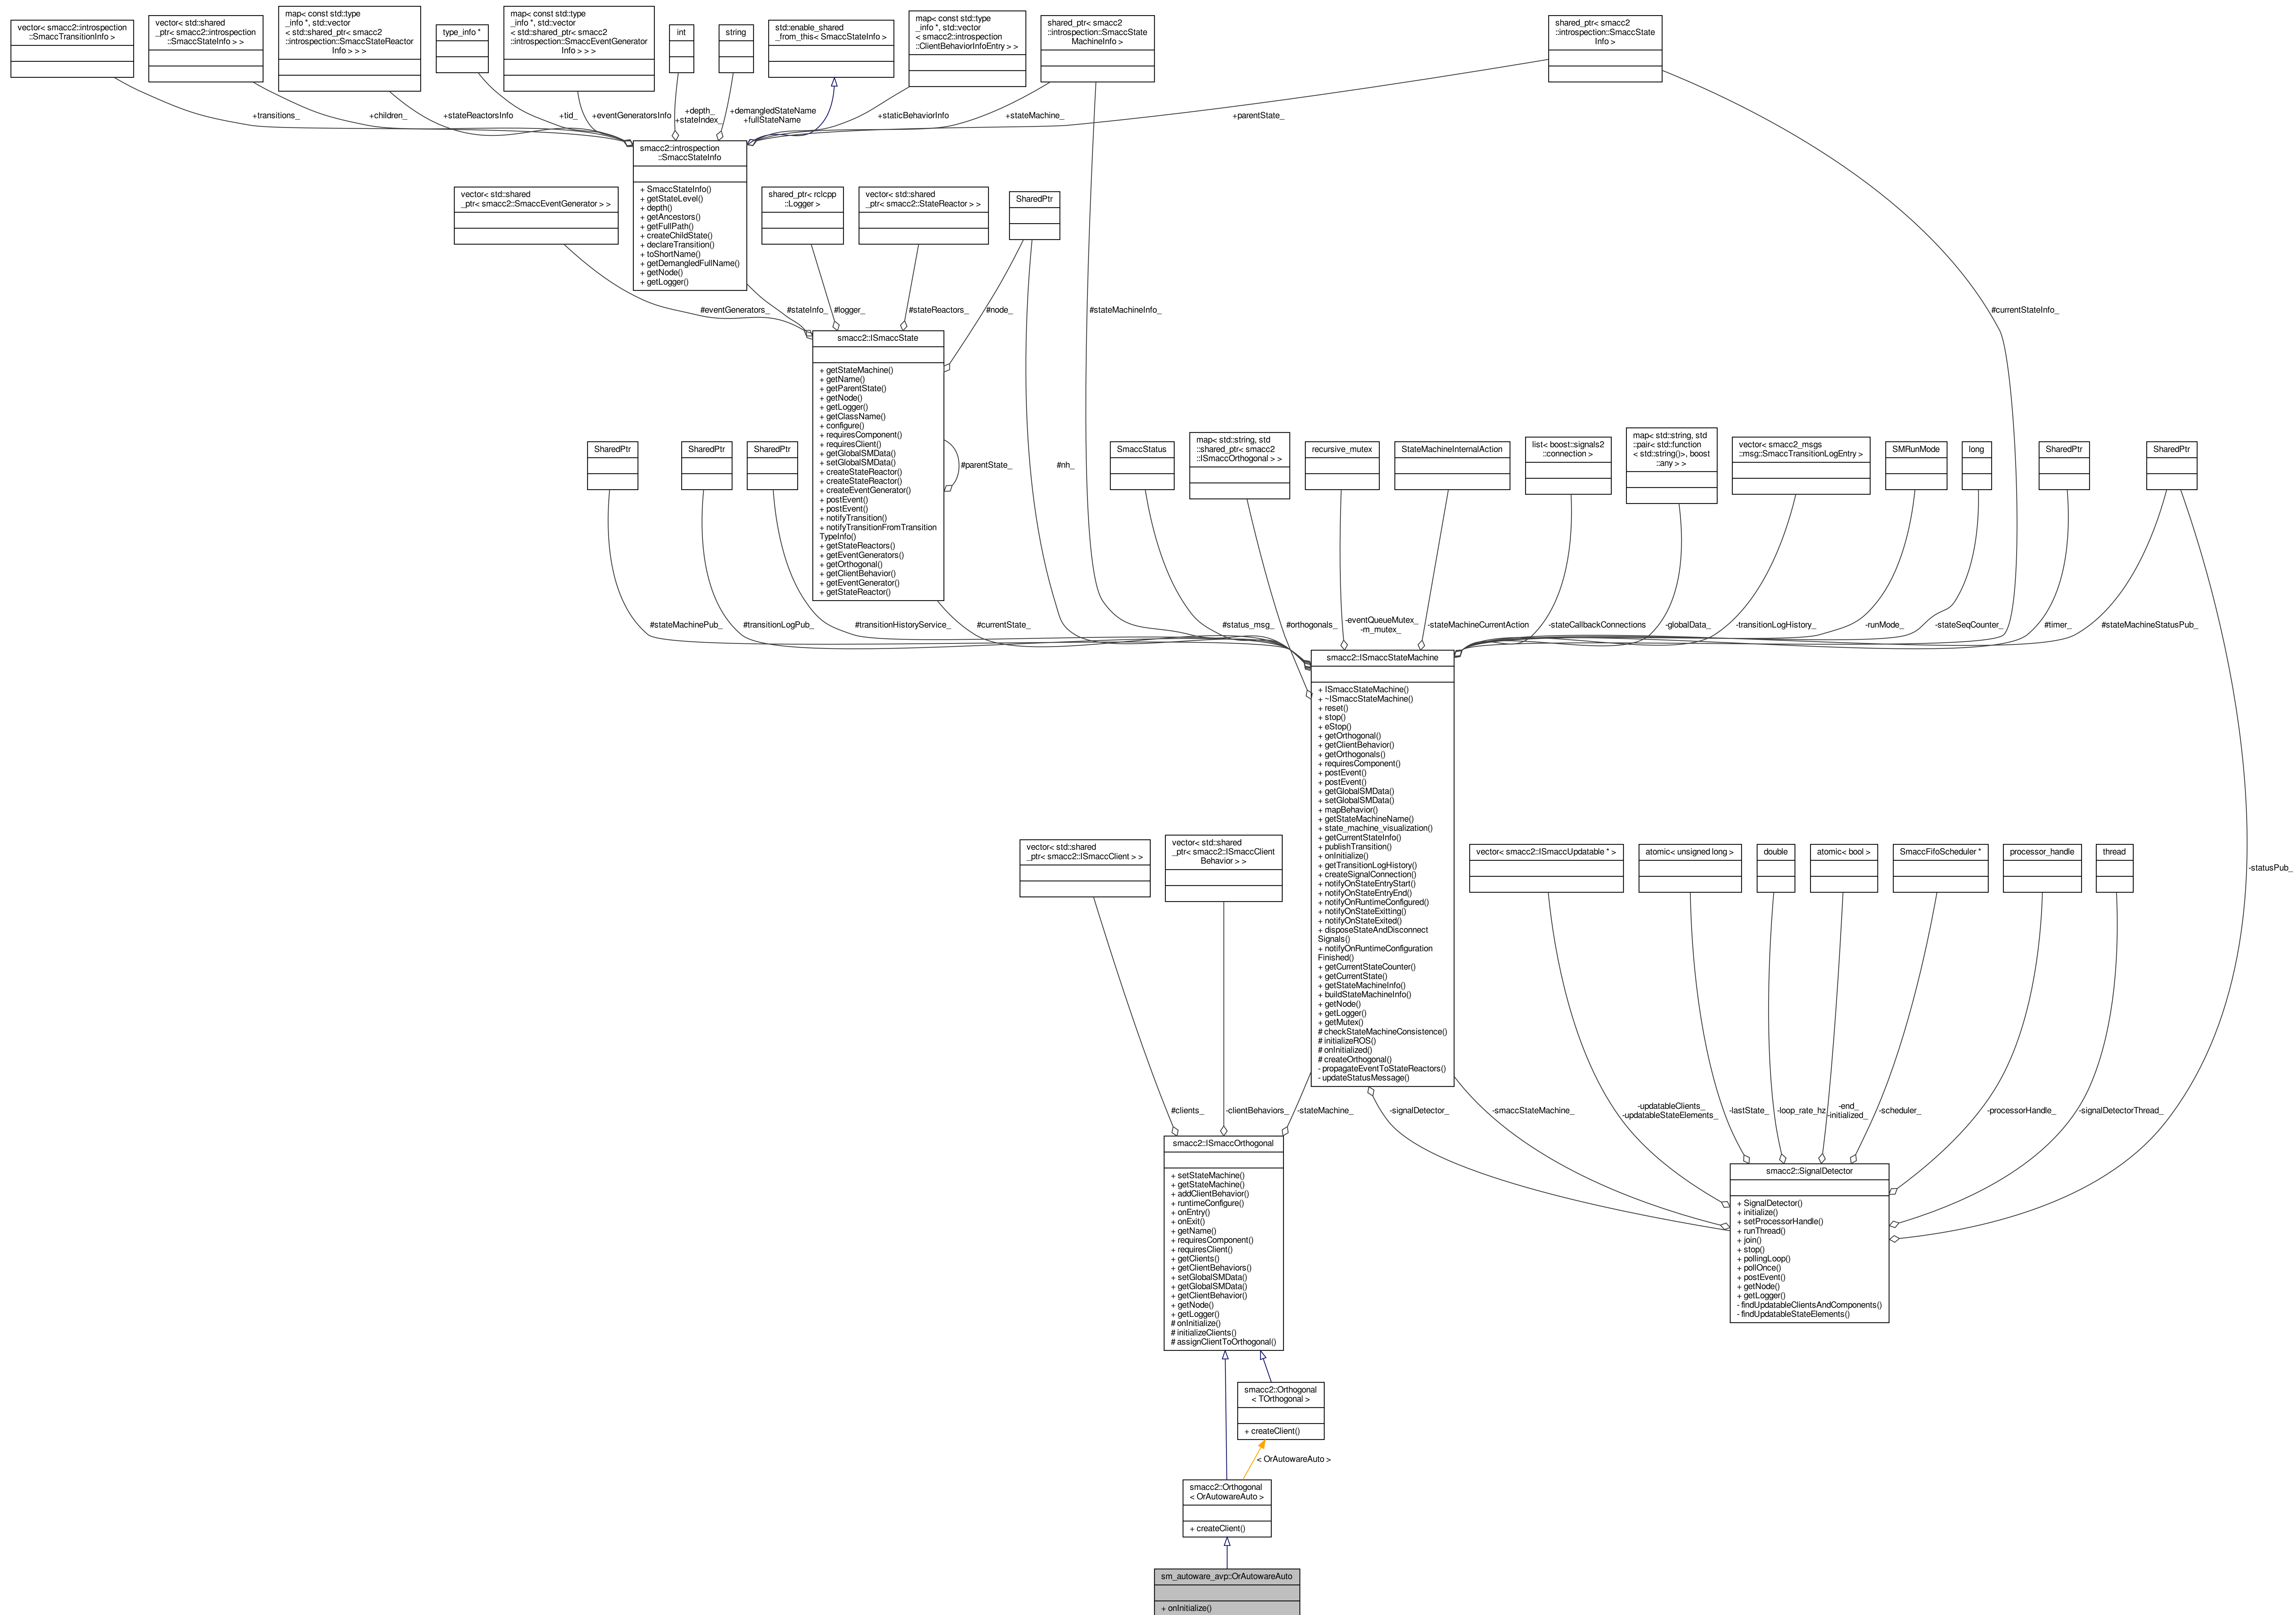 vector< smacc2::introspection
::SmaccTransitionInfo >
vector< std::shared
_ptr< smacc2::introspection
::SmaccStateInfo > >
map< const std::type
_info *, std::vector
< std::shared_ptr< smacc2
::introspection::SmaccStateReactor
Info > > >
type_info *
map< const std::type
_info *, std::vector
< std::shared_ptr< smacc2
::introspection::SmaccEventGenerator
Info > > >
int
string
std::enable_shared
_from_this< SmaccStateInfo >
map< const std::type
_info *, std::vector
< smacc2::introspection
::ClientBehaviorInfoEntry > >
shared_ptr< smacc2
::introspection::SmaccState
MachineInfo >
shared_ptr< smacc2
::introspection::SmaccState
Info >
+transitions_
+children_
+stateReactorsInfo
+tid_
+eventGeneratorsInfo
+depth_
+stateIndex_
+demangledStateName
+fullStateName
+staticBehaviorInfo
+stateMachine_
+parentState_
smacc2::introspection
::SmaccStateInfo
+ SmaccStateInfo()
+ getStateLevel()
+ depth()
+ getAncestors()
+ getFullPath()
+ createChildState()
+ declareTransition()
+ toShortName()
+ getDemangledFullName()
+ getNode()
+ getLogger()
vector< std::shared
_ptr< smacc2::SmaccEventGenerator > >
shared_ptr< rclcpp
::Logger >
vector< std::shared
_ptr< smacc2::StateReactor > >
SharedPtr
#eventGenerators_
#stateInfo_
#logger_
#stateReactors_
#node_
#stateMachineInfo_
#currentStateInfo_
smacc2::ISmaccState
+ getStateMachine()
+ getName()
+ getParentState()
+ getNode()
+ getLogger()
+ getClassName()
+ configure()
+ requiresComponent()
+ requiresClient()
+ getGlobalSMData()
+ setGlobalSMData()
+ createStateReactor()
+ createStateReactor()
+ createEventGenerator()
+ postEvent()
+ postEvent()
+ notifyTransition()
+ notifyTransitionFromTransition
TypeInfo()
+ getStateReactors()
+ getEventGenerators()
+ getOrthogonal()
+ getClientBehavior()
+ getEventGenerator()
+ getStateReactor()
#parentState_
#nh_
SharedPtr
SharedPtr
SharedPtr
SmaccStatus
map< std::string, std
::shared_ptr< smacc2
::ISmaccOrthogonal > >
recursive_mutex
StateMachineInternalAction
list< boost::signals2
::connection >
map< std::string, std
::pair< std::function
< std::string()>, boost
::any > >
vector< smacc2_msgs
::msg::SmaccTransitionLogEntry >
SMRunMode
long
SharedPtr
SharedPtr
#stateMachinePub_
#transitionLogPub_
#transitionHistoryService_
#currentState_
#status_msg_
#orthogonals_
-eventQueueMutex_
-m_mutex_
-stateMachineCurrentAction
-stateCallbackConnections
-globalData_
-transitionLogHistory_
-runMode_
-stateSeqCounter_
#timer_
#stateMachineStatusPub_
smacc2::ISmaccStateMachine
+ ISmaccStateMachine()
+ ~ISmaccStateMachine()
+ reset()
+ stop()
+ eStop()
+ getOrthogonal()
+ getClientBehavior()
+ getOrthogonals()
+ requiresComponent()
+ postEvent()
+ postEvent()
+ getGlobalSMData()
+ setGlobalSMData()
+ mapBehavior()
+ getStateMachineName()
+ state_machine_visualization()
+ getCurrentStateInfo()
+ publishTransition()
+ onInitialize()
+ getTransitionLogHistory()
+ createSignalConnection()
+ notifyOnStateEntryStart()
+ notifyOnStateEntryEnd()
+ notifyOnRuntimeConfigured()
+ notifyOnStateExitting()
+ notifyOnStateExited()
+ disposeStateAndDisconnect
Signals()
+ notifyOnRuntimeConfiguration
Finished()
+ getCurrentStateCounter()
+ getCurrentState()
+ getStateMachineInfo()
+ buildStateMachineInfo()
+ getNode()
+ getLogger()
+ getMutex()
# checkStateMachineConsistence()
# initializeROS()
# onInitialized()
# createOrthogonal()
- propagateEventToStateReactors()
- updateStatusMessage()
vector< std::shared
_ptr< smacc2::ISmaccClient > >
vector< std::shared
_ptr< smacc2::ISmaccClient
Behavior > >
vector< smacc2::ISmaccUpdatable * >
atomic< unsigned long >
double
atomic< bool >
SmaccFifoScheduler *
processor_handle
thread
-statusPub_
#clients_
-clientBehaviors_
-stateMachine_
-signalDetector_
-smaccStateMachine_
-updatableClients_
-updatableStateElements_
-lastState_
-loop_rate_hz
-end_
-initialized_
-scheduler_
-processorHandle_
-signalDetectorThread_
smacc2::ISmaccOrthogonal
+ setStateMachine()
+ getStateMachine()
+ addClientBehavior()
+ runtimeConfigure()
+ onEntry()
+ onExit()
+ getName()
+ requiresComponent()
+ requiresClient()
+ getClients()
+ getClientBehaviors()
+ setGlobalSMData()
+ getGlobalSMData()
+ getClientBehavior()
+ getNode()
+ getLogger()
# onInitialize()
# initializeClients()
# assignClientToOrthogonal()
smacc2::SignalDetector
+ SignalDetector()
+ initialize()
+ setProcessorHandle()
+ runThread()
+ join()
+ stop()
+ pollingLoop()
+ pollOnce()
+ postEvent()
+ getNode()
+ getLogger()
- findUpdatableClientsAndComponents()
- findUpdatableStateElements()
smacc2::Orthogonal
< TOrthogonal >
+ createClient()
< OrAutowareAuto >
smacc2::Orthogonal
< OrAutowareAuto >
+ createClient()
sm_autoware_avp::OrAutowareAuto
+ onInitialize()